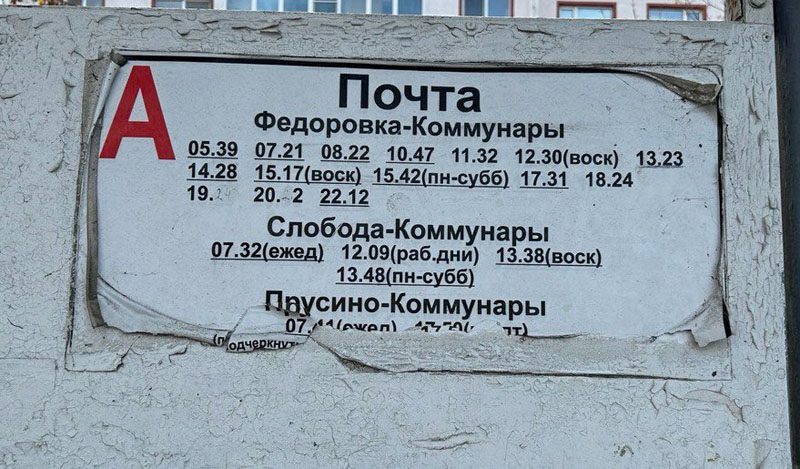 А
Почта
Федоровка-Коммунары
05.39 07.21 08.22 10.47 11.32 12.30(воск) 13.23
14.28 15.17(воск) 15.42(пн-субб) 17.31 18.24
22.12
Слобода-Коммунары
07.32(ежед) 12.09(раб.дни) 13.38(воск)
13.48(пн-субб)
Прусино-Коммунары